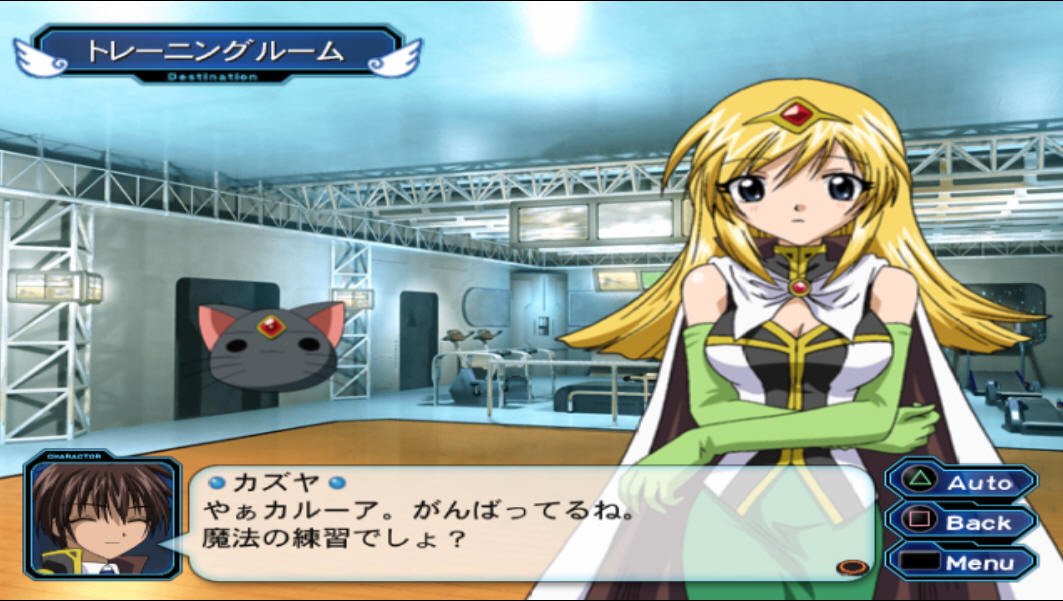 トレーニングルーム
Destination
CHARACTOR
カズヤ
やぁカルーア。がんばってるね。
魔法の練習でしょ？
Auto
Back
Menu